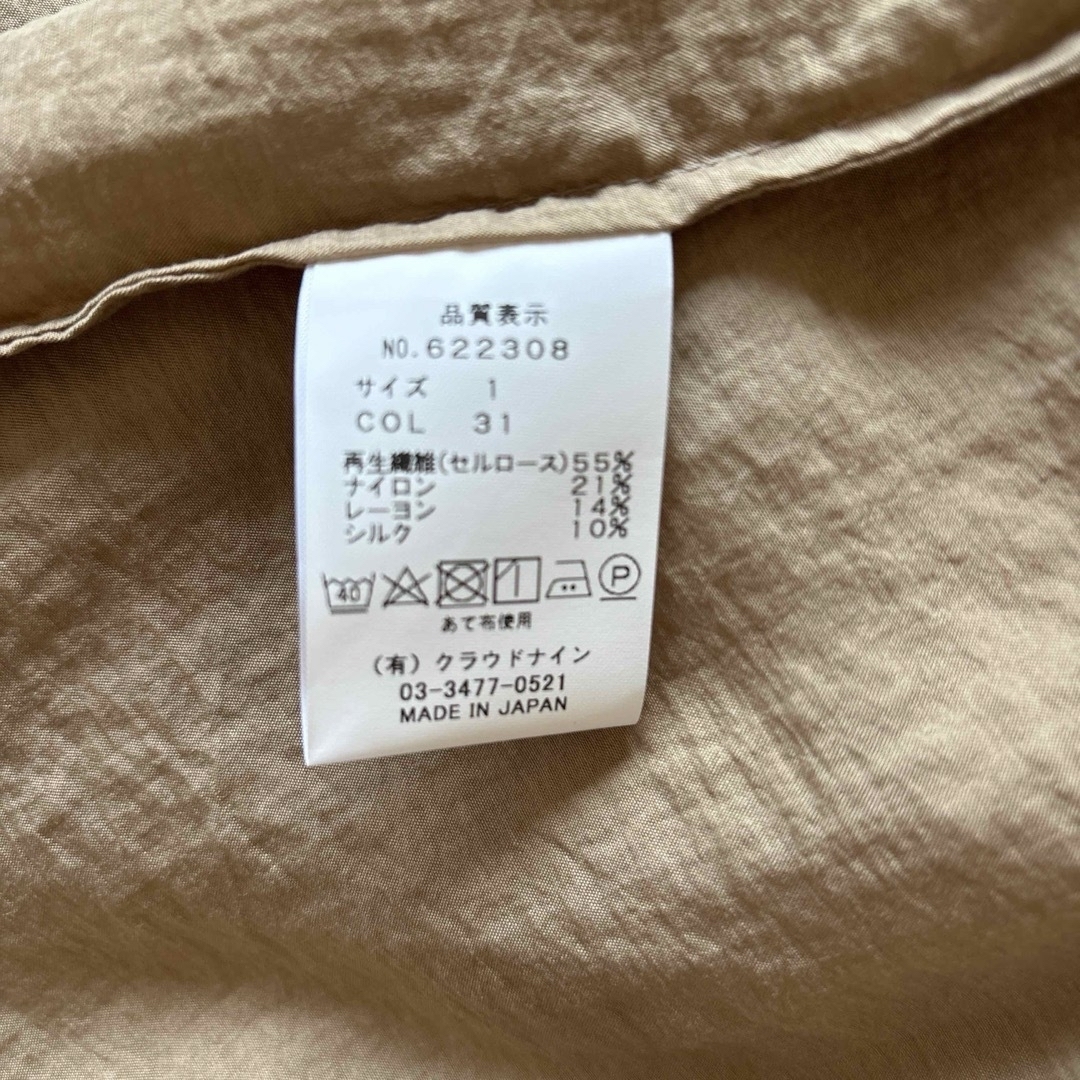 品質表示
NO.622308
サイズ 1
COL 31
再生繊維(セルロース)55%
ナイロン 21%
レーヨン 14%
シルク 10%
40 P
あて布使用
(有)クラウドナイン
03-3477-0521
MADE IN JAPAN